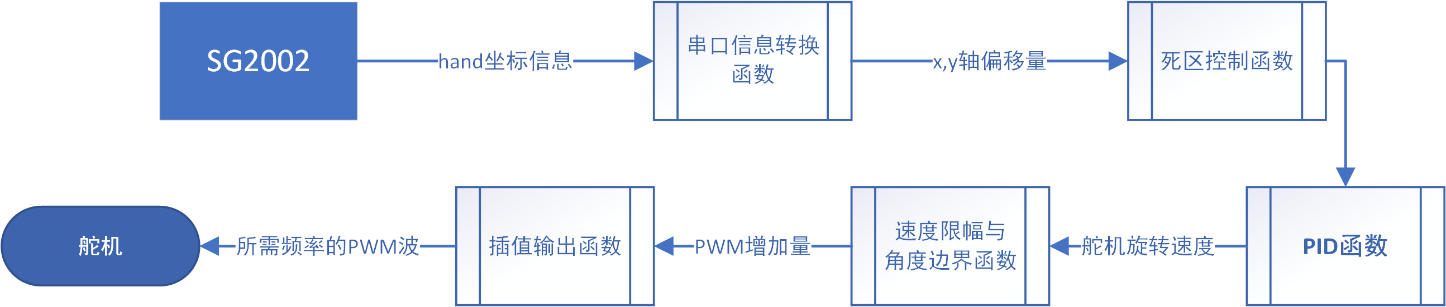 SG2002
hand坐标信息
串口信息转换
函数
x,y轴偏移量
死区控制函数
PID函数
舵机旋转速度
速度限幅与
角度边界函数
PWM增加量
插值输出函数
所需频率的PWM波
舵机